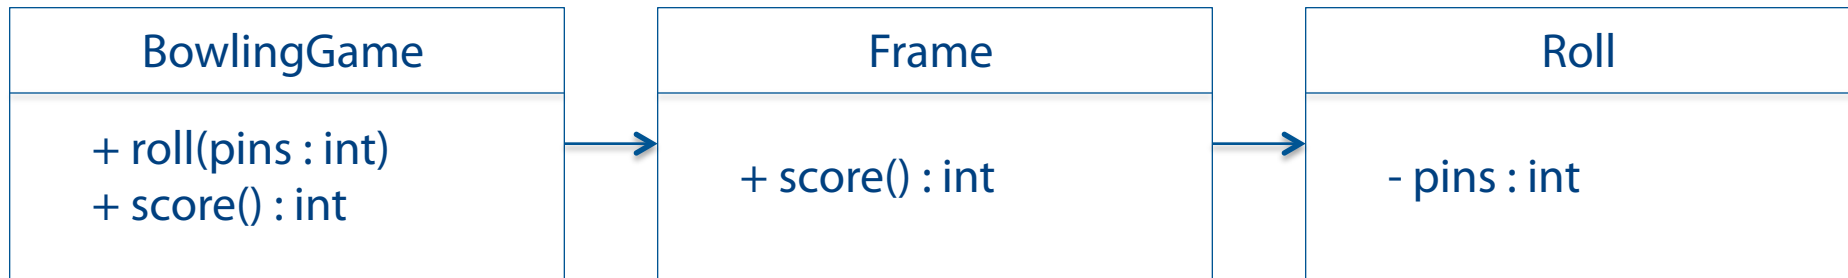 BowlingGame
+ roll(pins : int)
+ score() : int
Frame
+ score() : int
Roll
- pins : int